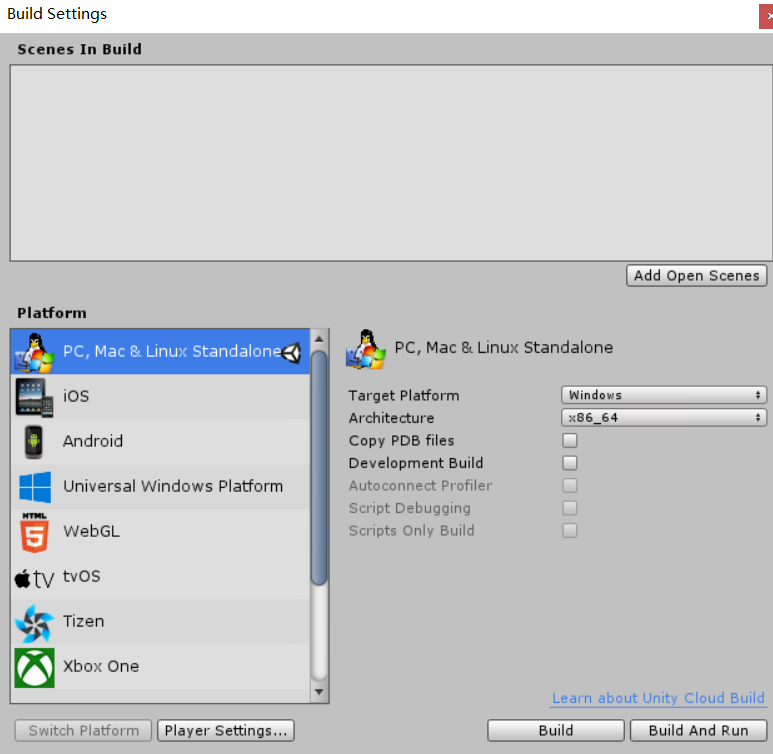 Build Settings
Scenes In Build
Add Open Scenes
Platform
PC, Mac & Linux Standalone
iOS
Android
Universal Windows Platform
HTML
5
WebGL
tv
tvOS
Tizen
Xbox One
PC, Mac & Linux Standalone
Target Platform Windows
Architecture x86_64
Copy PDB files
Development Build
Autoconnect Profiler
Script Debugging
Scripts Only Build
Learn about Unity Cloud Build
Switch Platform Player Settings... Build Build And Run